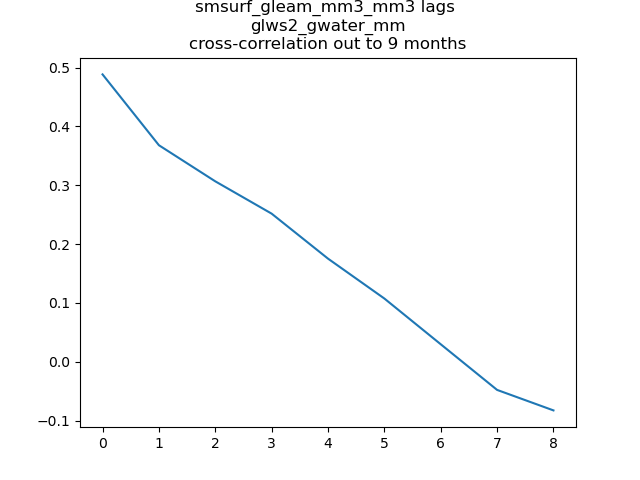 smsurf_gleam_mm3_mm3 lags
glws2_gwater_mm
cross-correlation out to 9 months
0.5
0.4
0.3
0.2
0.1
0.0
−0.1
0 1 2 3 4 5 6 7 8